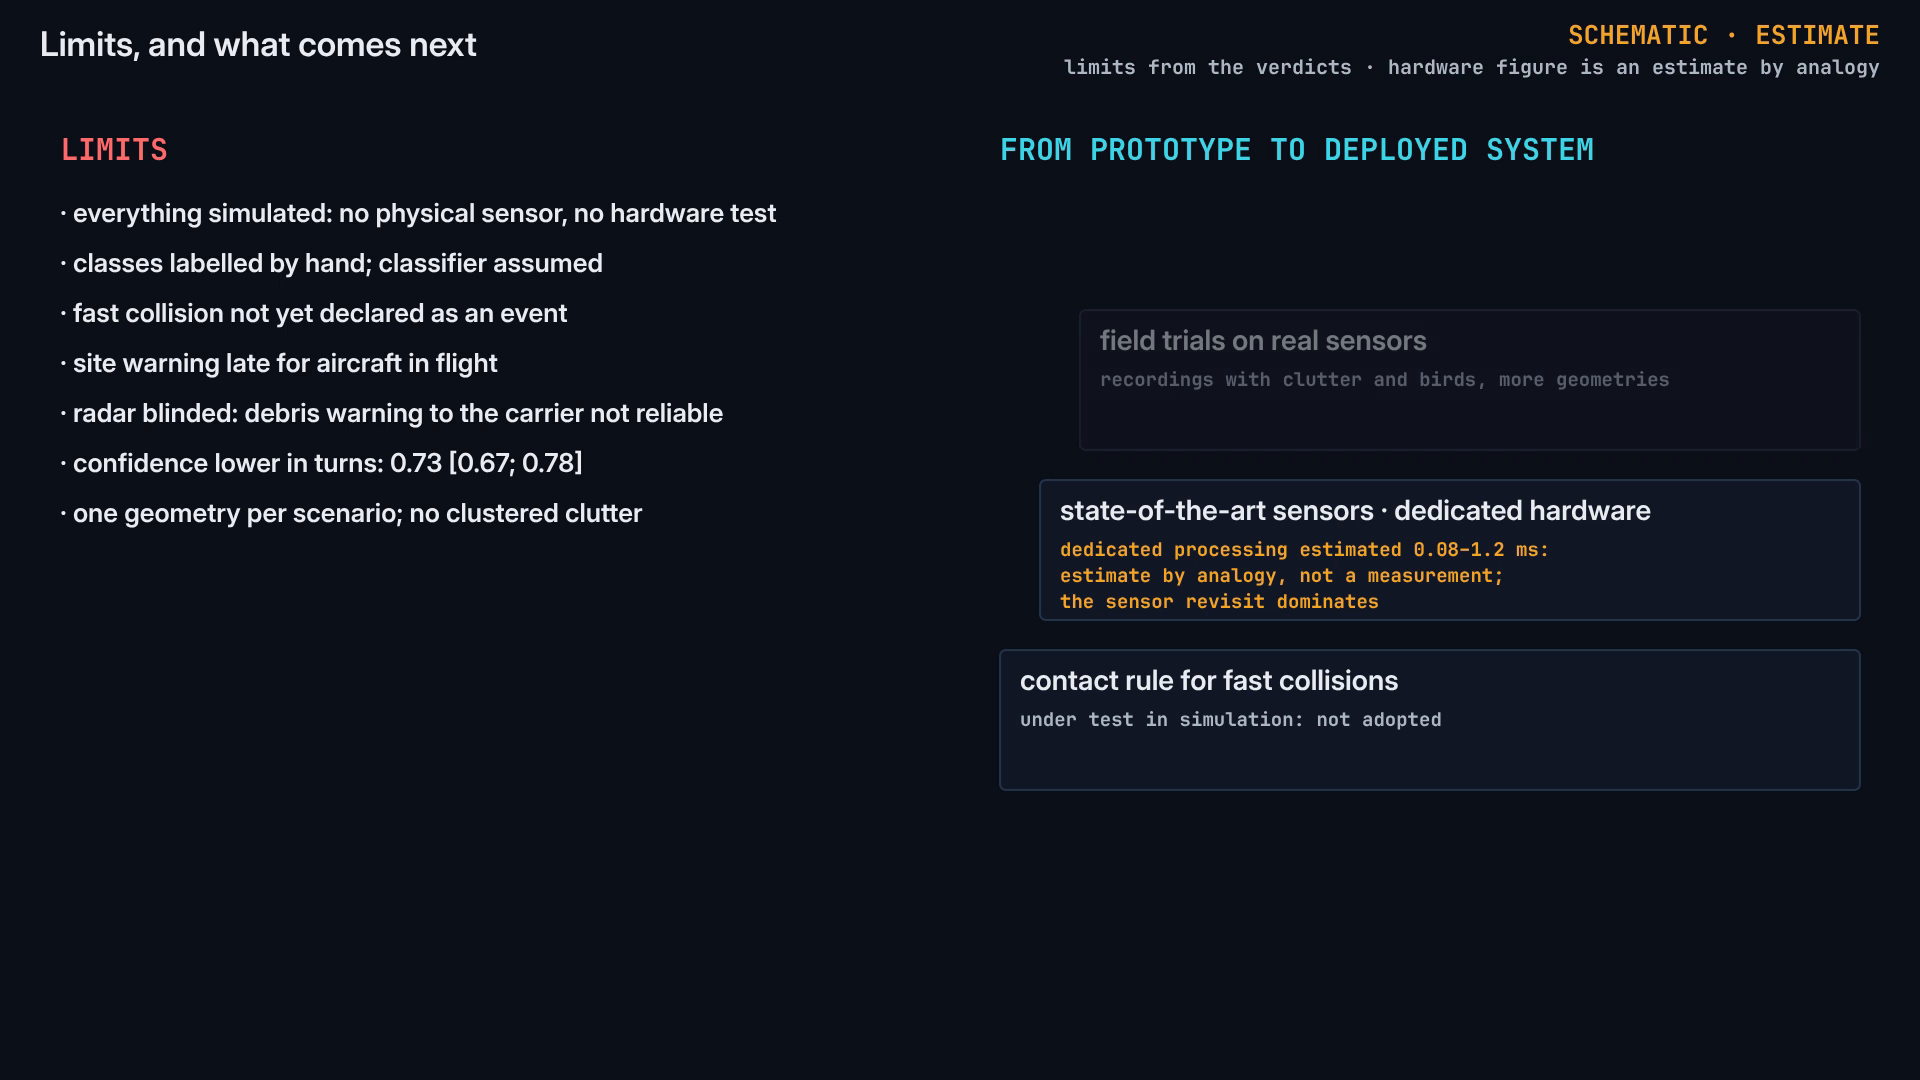 Limits, and what comes next
SCHEMATIC · ESTIMATE
limits from the verdicts · hardware figure is an estimate by analogy
LIMITS
· everything simulated: no physical sensor, no hardware test
· classes labelled by hand; classifier assumed
· fast collision not yet declared as an event
· site warning late for aircraft in flight
· radar blinded: debris warning to the carrier not reliable
· confidence lower in turns: 0.73 [0.67; 0.78]
· one geometry per scenario; no clustered clutter
FROM PROTOTYPE TO DEPLOYED SYSTEM
field trials on real sensors
recordings with clutter and birds, more geometries
state-of-the-art sensors · dedicated hardware
dedicated processing estimated 0.08–1.2 ms:
estimate by analogy, not a measurement;
the sensor revisit dominates
contact rule for fast collisions
under test in simulation: not adopted